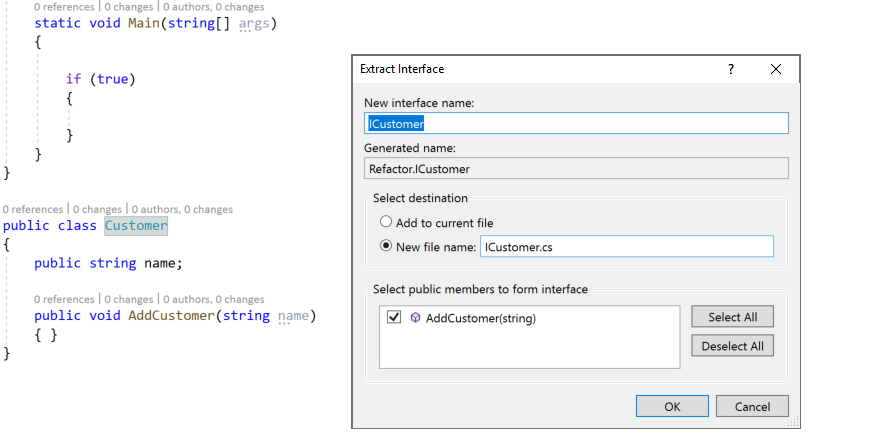 0 references | 0 changes | 0 authors, 0 changes
static void Main(string[] args)
{
if (true)
{
}
}
}
0 references | 0 changes | 0 authors, 0 changes
public class Customer
{
public string name;
0 references | 0 changes | 0 authors, 0 changes
public void AddCustomer(string name)
{ }
}
Extract Interface
?
New interface name:
ICustomer
Generated name:
Refactor.ICustomer
Select destination
Add to current file
New file name: ICustomer.cs
Select public members to form interface
AddCustomer(string)
Select All
Deselect All
OK Cancel